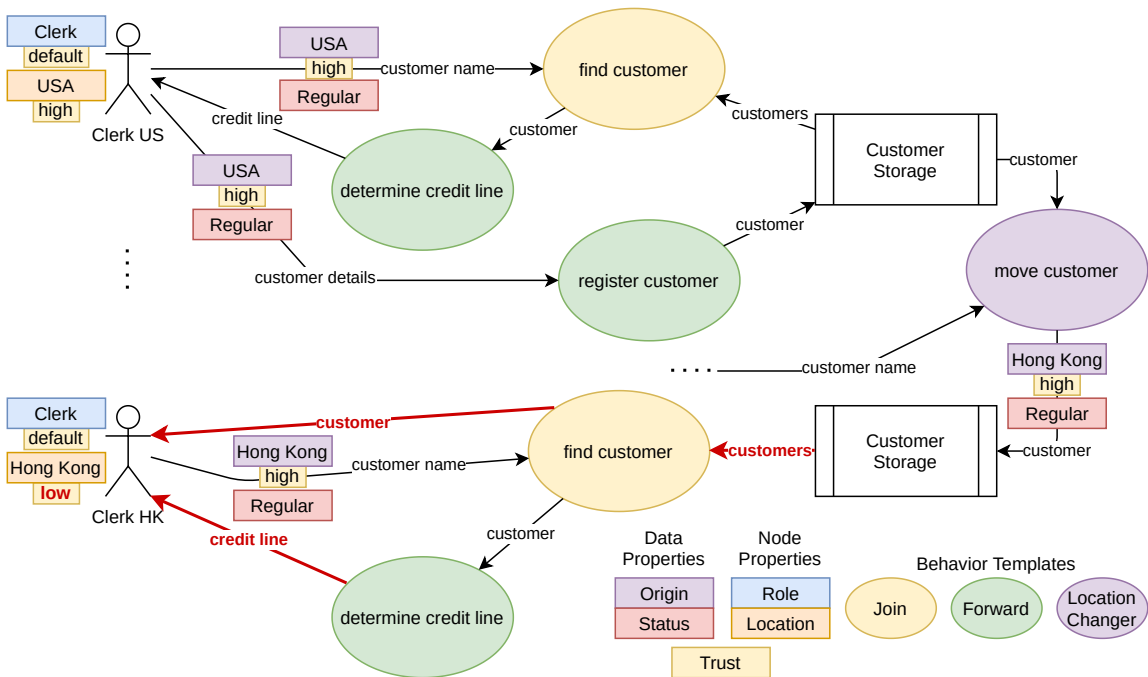 Clerk
default
USA
high
Clerk US
USA
high
Regular
customer name
find customer
credit line
customer
customers
determine credit line
Customer
Storage
customer
USA
high
Regular
customer
customer details
register customer
move customer
customer name
Hong Kong
high
Regular
customer
Clerk
default
Hong Kong
low
Clerk HK
customer
Hong Kong
high
Regular
customer name
find customer
customers
Customer
Storage
credit line
customer
determine credit line
Data
Properties
Origin
Status
Node
Properties
Role
Location
Trust
Behavior Templates
Join
Forward
Location
Changer